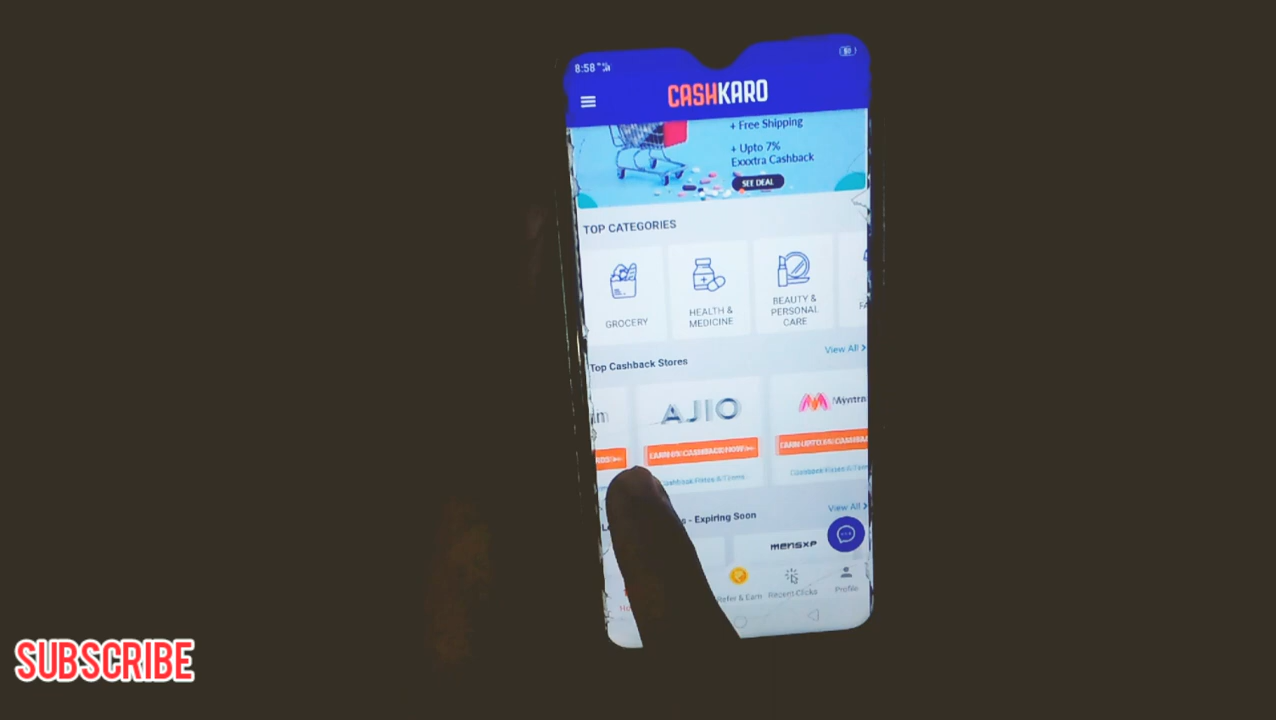 8:58
CASHKARO
+ Free Shipping
+ Upto 7%
Exxxtra Cashback
SEE DEAL
TOP CATEGORIES
GROCERY
HEALTH &
MEDICINE
BEAUTY &
PERSONAL
CARE
View All >
Top Cashback Stores
AJIO
Myntra
- Expiring Soon
View All >
mensxp
Refer & Earn
Recent Clicks
Profile
SUBSCRIBE